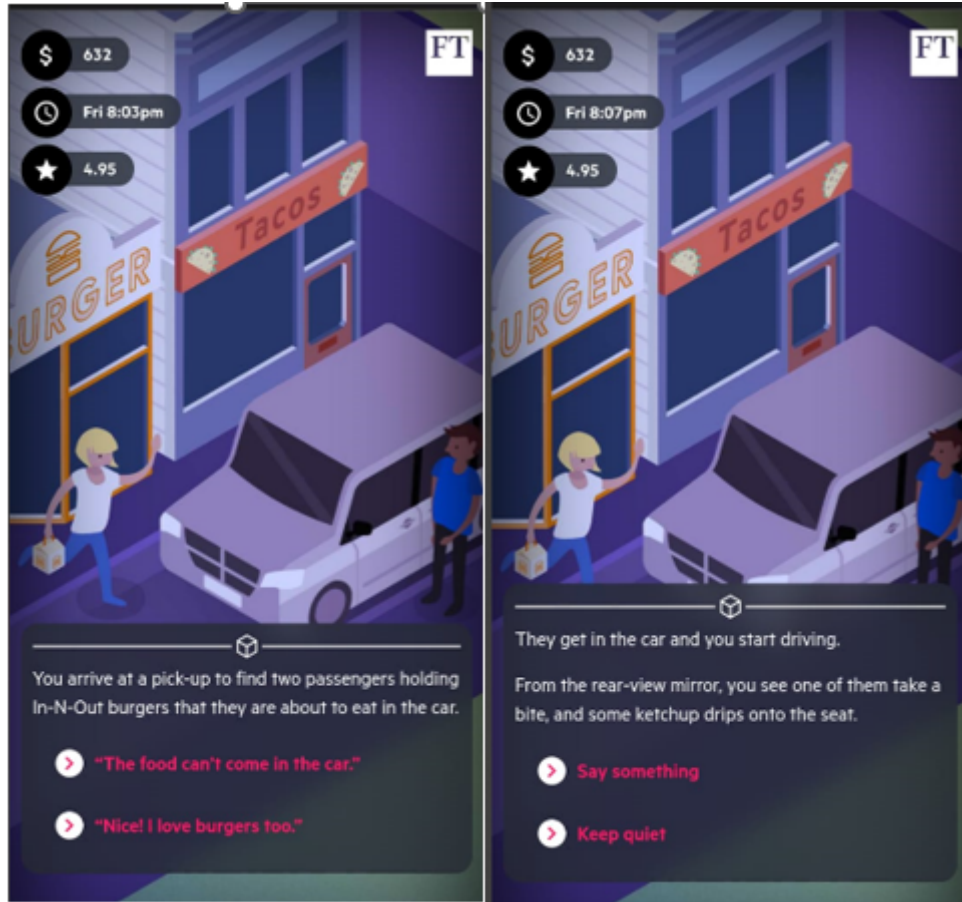 632
FT
Fri 8:03pm
4.95
Tacos
BURGER
You arrive at a pick-up to find two passengers holding
In-N-Out burgers that they are about to eat in the car.
“The food can’t come in the car.”
“Nice! I love burgers too.”
632
FT
Fri 8:07pm
4.95
Tacos
BURGER
They get in the car and you start driving.
From the rear-view mirror, you see one of them take a
bite, and some ketchup drips onto the seat.
Say something
Keep quiet